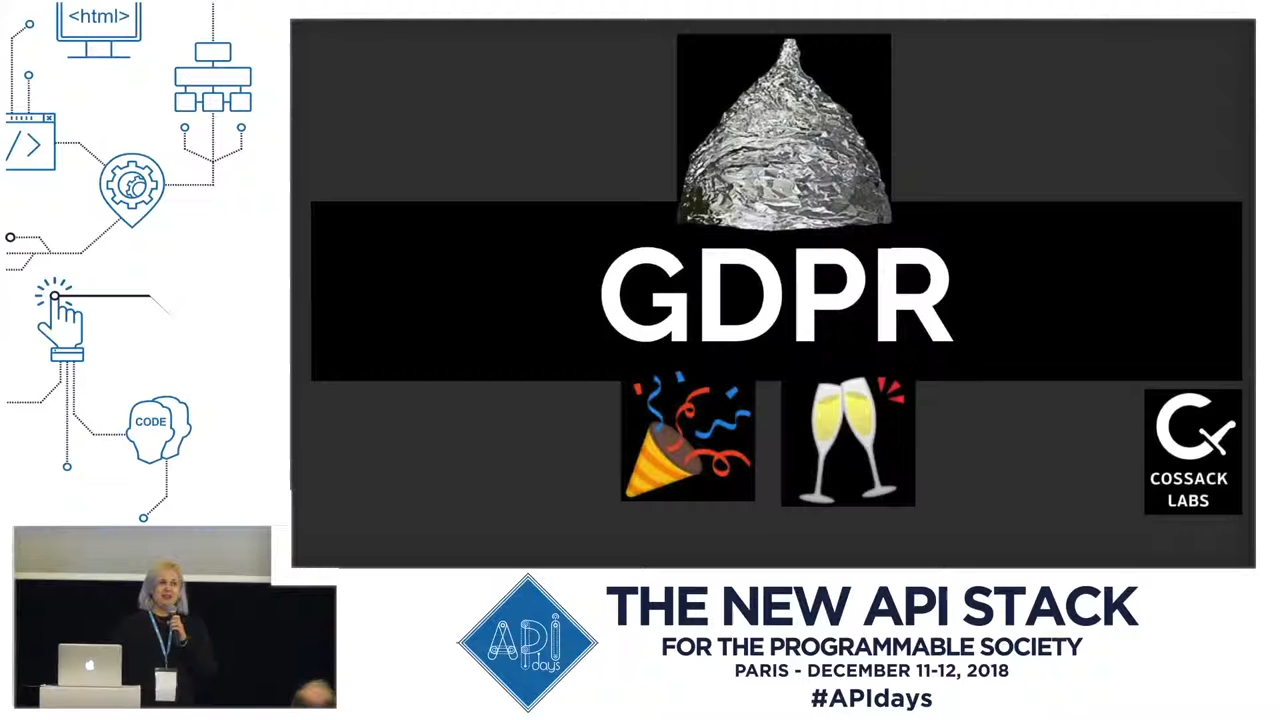 <html>
</>
CODE
GDPR
COSSACK
LABS
API
days
THE NEW API STACK
FOR THE PROGRAMMABLE SOCIETY
PARIS - DECEMBER 11-12, 2018
#APIdays